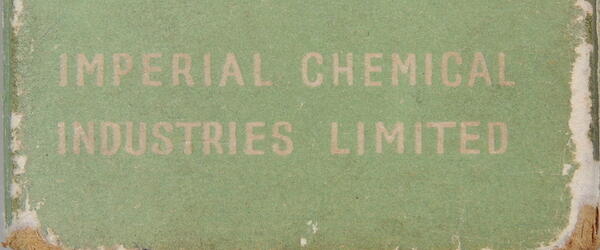 IMPERIAL CHEMICAL
INDUSTRIES LIMITED